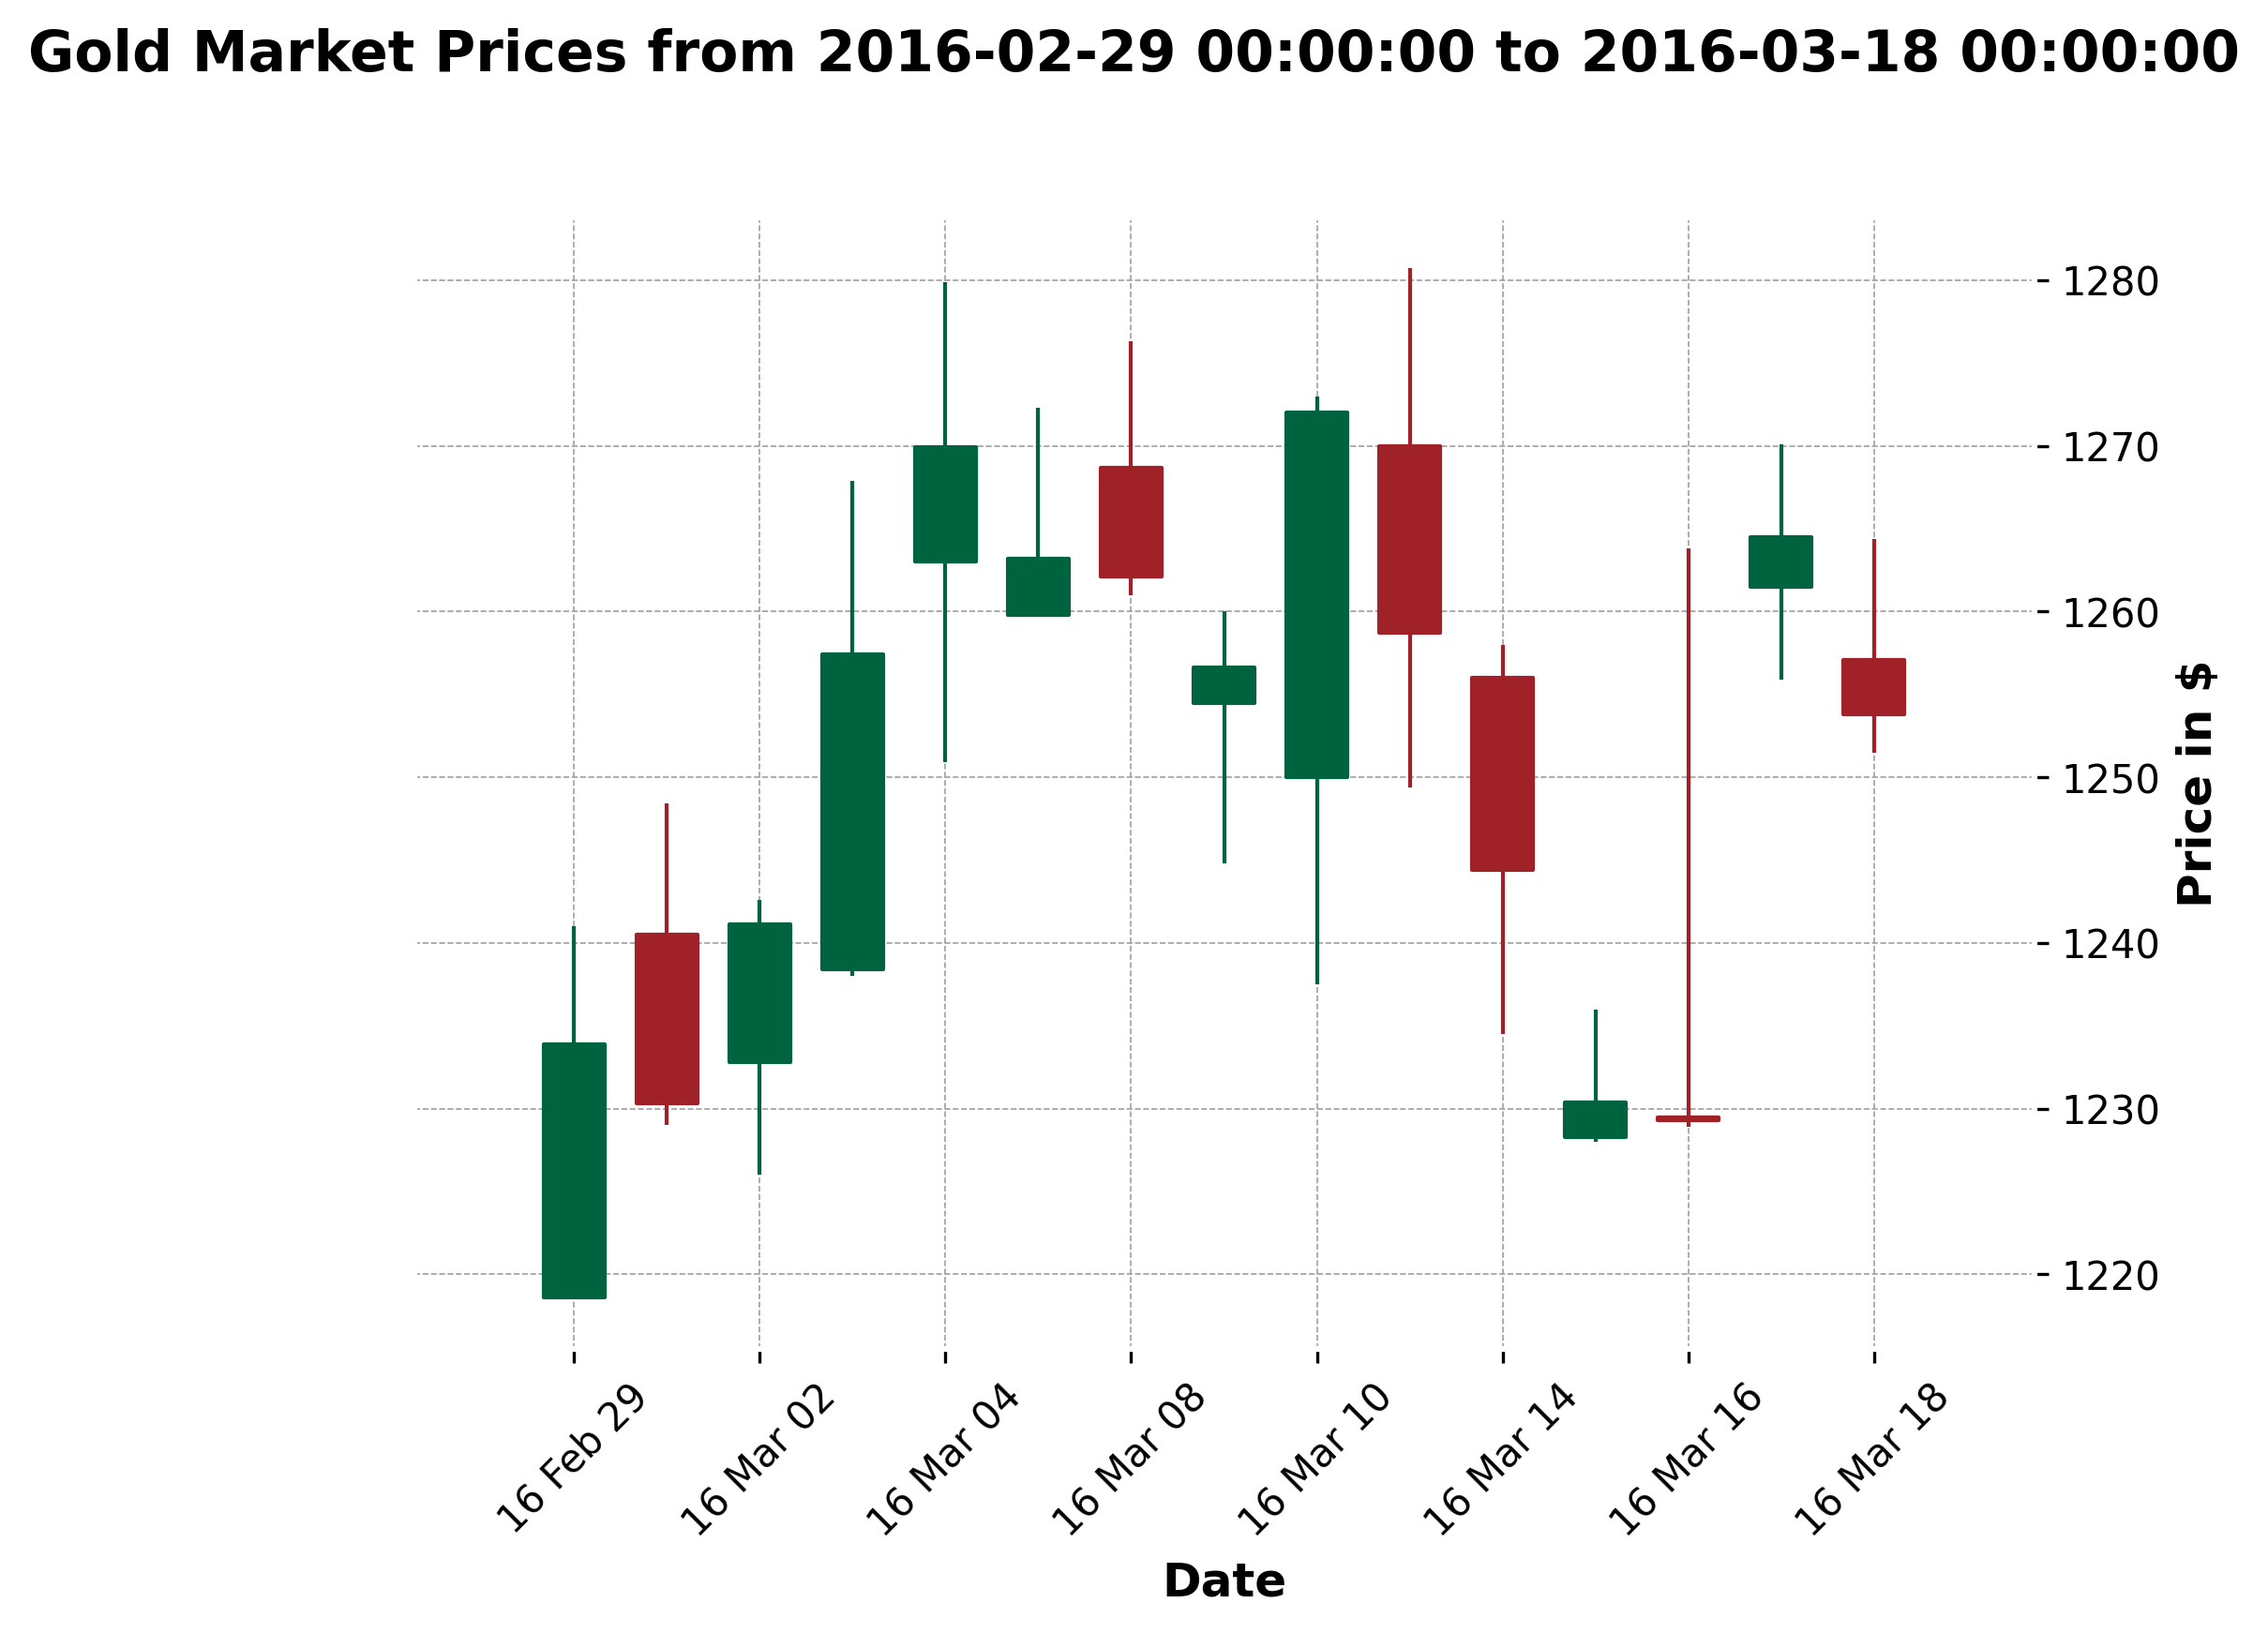 Gold Market Prices from 2016-02-29 00:00:00 to 2016-03-18 00:00:00
1280
1270
1260
1250
1240
1230
1220
Price in $
16 Feb 29
16 Mar 02
16 Mar 04
16 Mar 08
16 Mar 10
16 Mar 14
16 Mar 16
16 Mar 18
Date